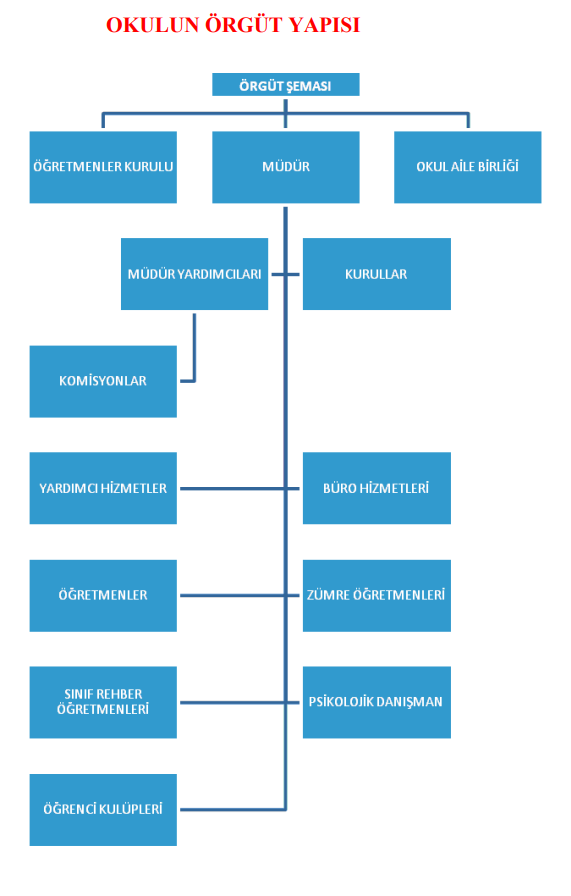 OKULUN ÖRGÜT YAPISI
ÖRGÜT ŞEMASI
ÖĞRETMENLER KURULU
MÜDÜR
OKUL AİLE BİRLİĞİ
MÜDÜR YARDIMCILARI
KURULLAR
KOMİSYONLAR
YARDIMCI HİZMETLER
BÜRO HİZMETLERİ
ÖĞRETMENLER
ZÜMRE ÖĞRETMENLERİ
SINIF REHBER
ÖĞRETMENLERİ
PSİKOLOJİK DANIŞMAN
ÖĞRENCİ KULÜPLERİ